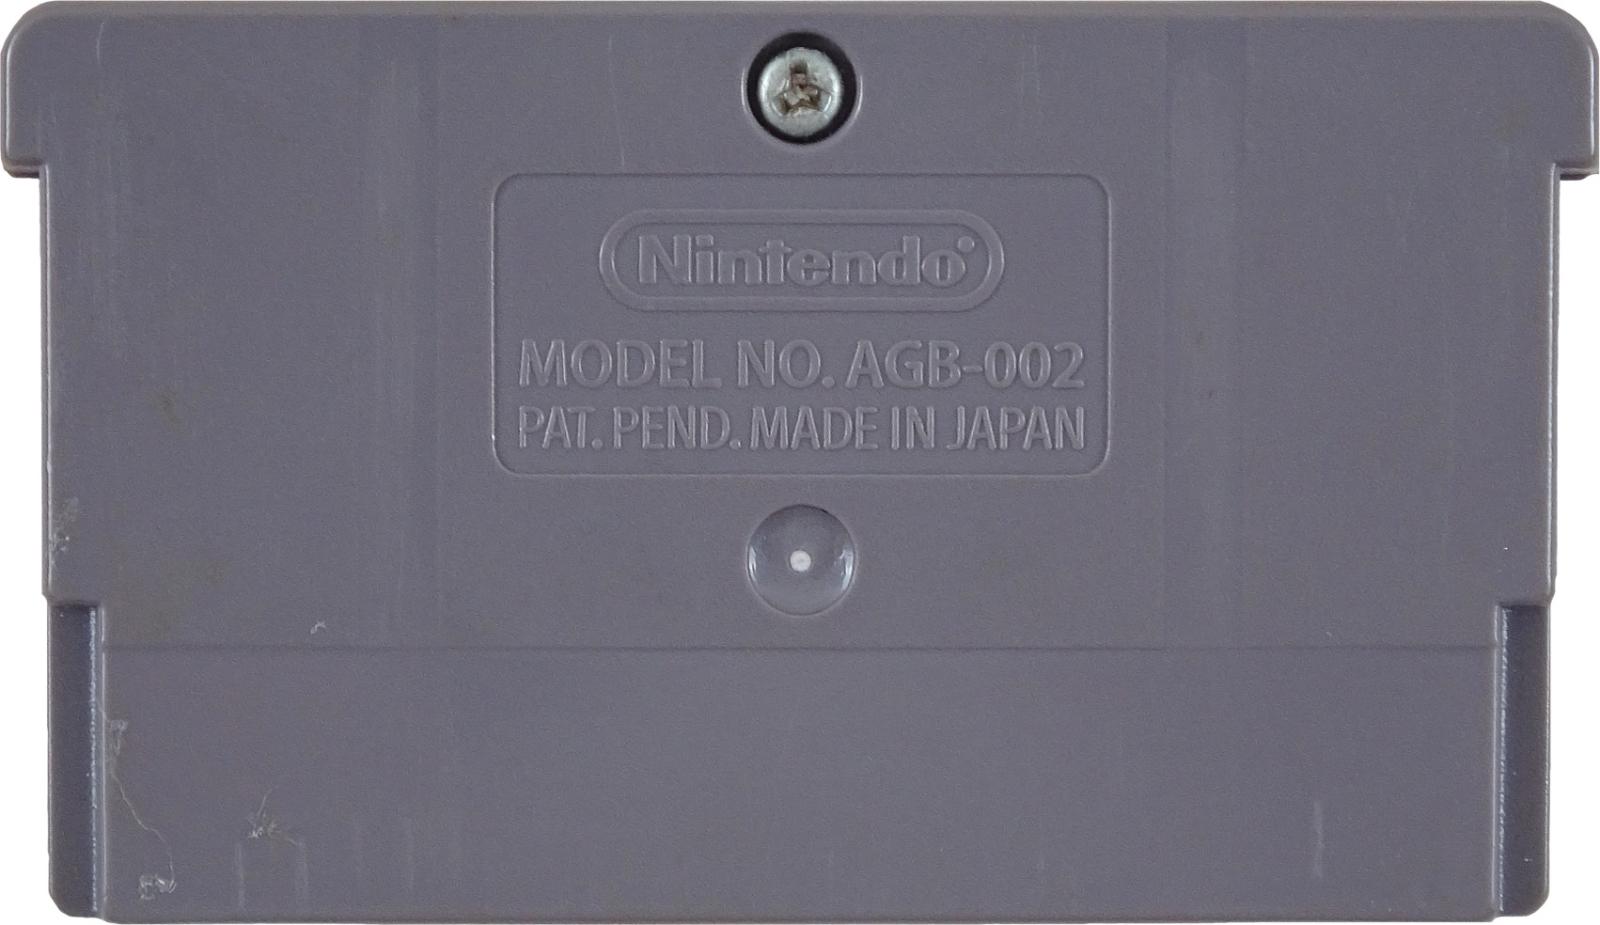 Nintendo
MODEL NO. AGB-002
PAT. PEND. MADE IN JAPAN